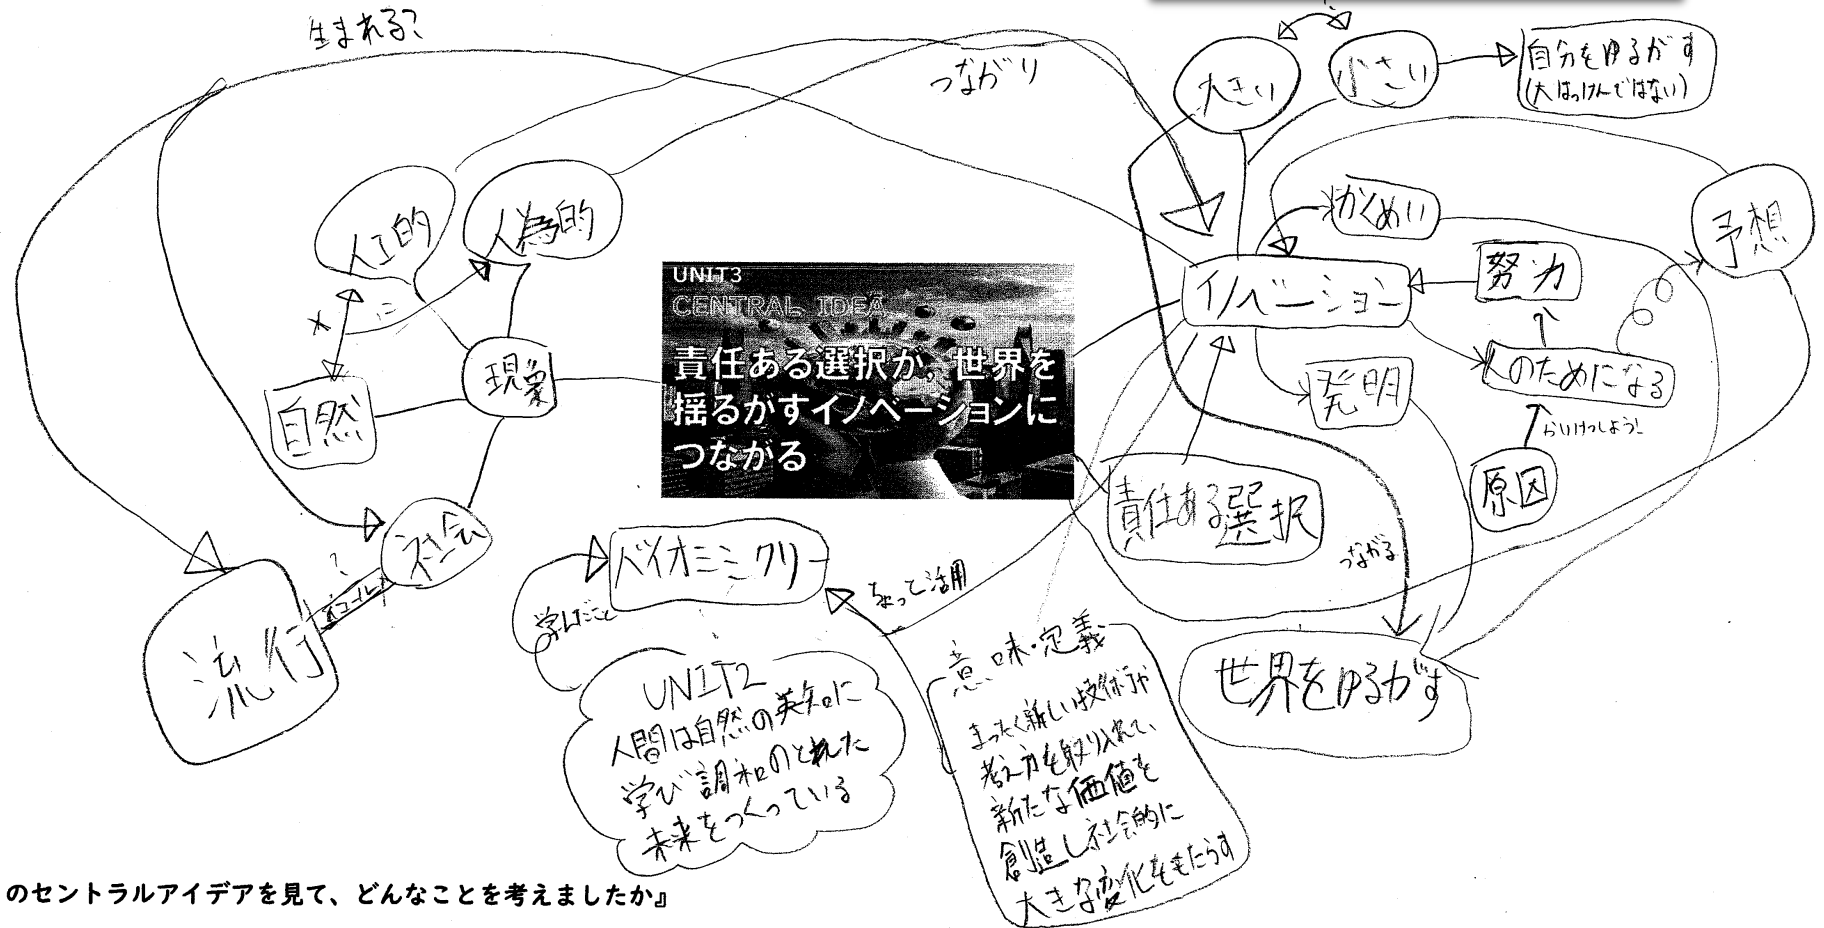 生まれる?
つながり
大きい
小さい
自分をゆるがす
(大はっけんではない)
人工的
人為的
かくめい
予想
イノベーション
努力
UNIT3
CENTRAL IDEA
責任ある選択が、世界を
揺るがすイノベーションに
つながる
現象
自然
人のためになる
発明
かいけつしよう!
原因
責任ある選択
社会
つながる
バイオミミクリー
学んだこと
ちょって活用
流行
世界をゆるがす
UNIT2
人間は自然の英知に
学び調和のとれた
未来をつくっている
意味・定義
まったく新しい技術や
考え方を取り入れて、
新たな価値を
創造し社会的に
大きな変化をもたらす
のセントラルアイデアを見て、どんなことを考えましたか』